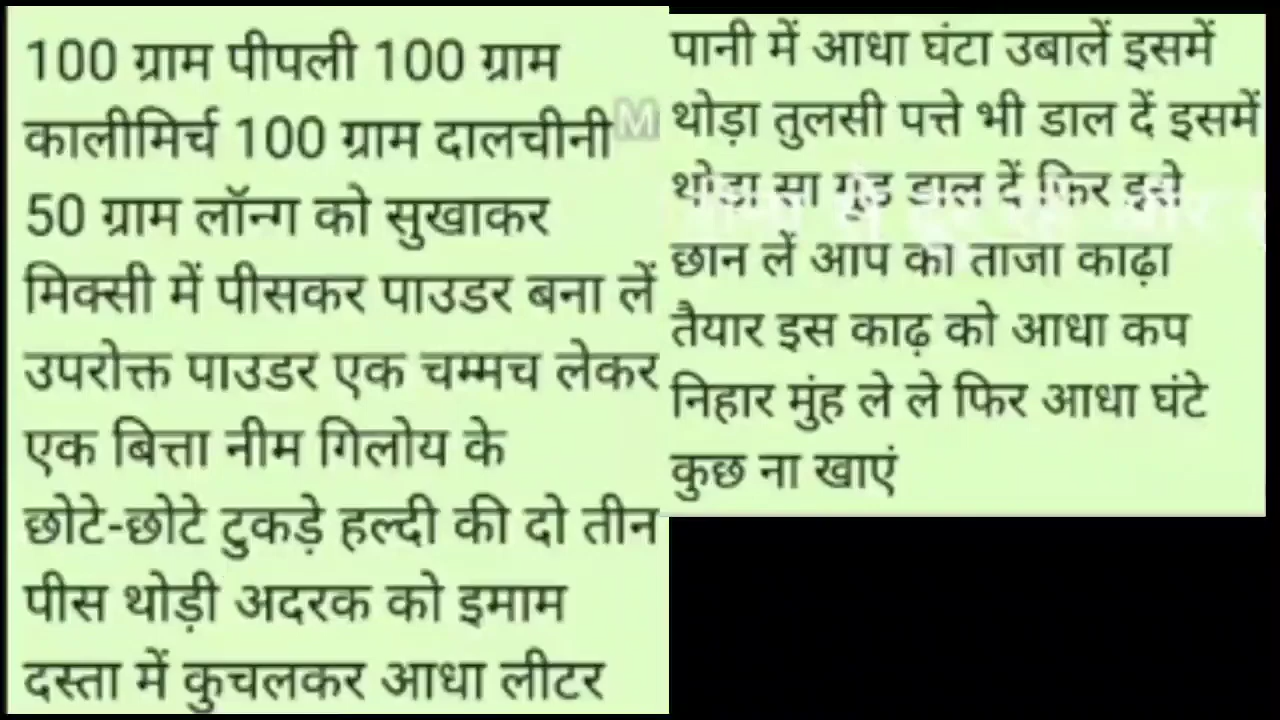 100 ग्राम पीपली 100 ग्राम
कालीमिर्च 100 ग्राम दालचीनी
50 ग्राम लॉन्ग को सुखाकर
मिक्सी में पीसकर पाउडर बना लें
उपरोक्त पाउडर एक चम्मच लेकर
एक बित्ता नीम गिलोय के
छोटे-छोटे टुकड़े हल्दी की दो तीन
पीस थोड़ी अदरक को इमाम
दस्ता में कुचलकर आधा लीटर
पानी में आधा घंटा उबालें इसमें
थोड़ा तुलसी पत्ते भी डाल दें इसमें
थोड़ा सा गुड डाल दें फिर इसे
छान लें आप का ताजा काढ़ा
तैयार इस काढ़ को आधा कप
निहार मुंह ले ले फिर आधा घंटे
कुछ ना खाएं